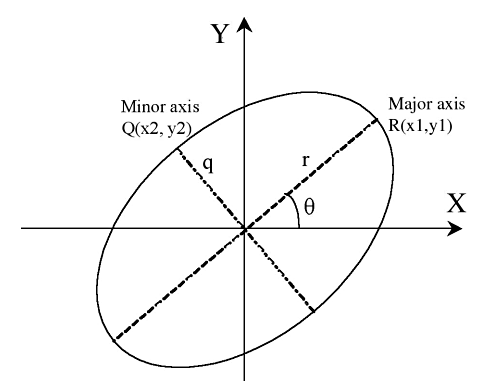 Y
Minor axis
Q(x2, y2)
Major axis
R(x1,y1)
q
r
θ
X